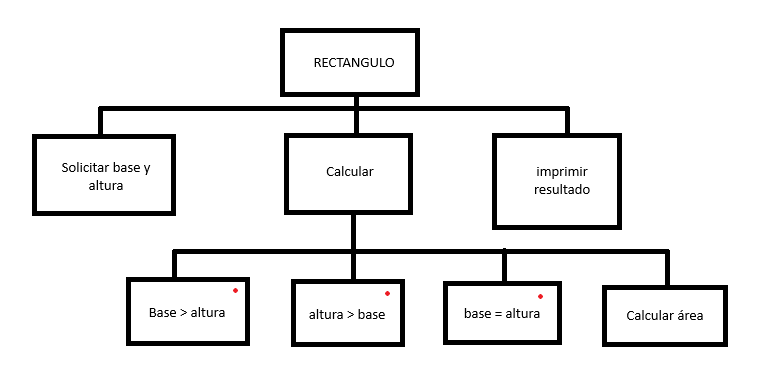 RECTANGULO
Solicitar base y
altura
Calcular
imprimir
resultado
Base > altura
altura > base
base = altura
Calcular área